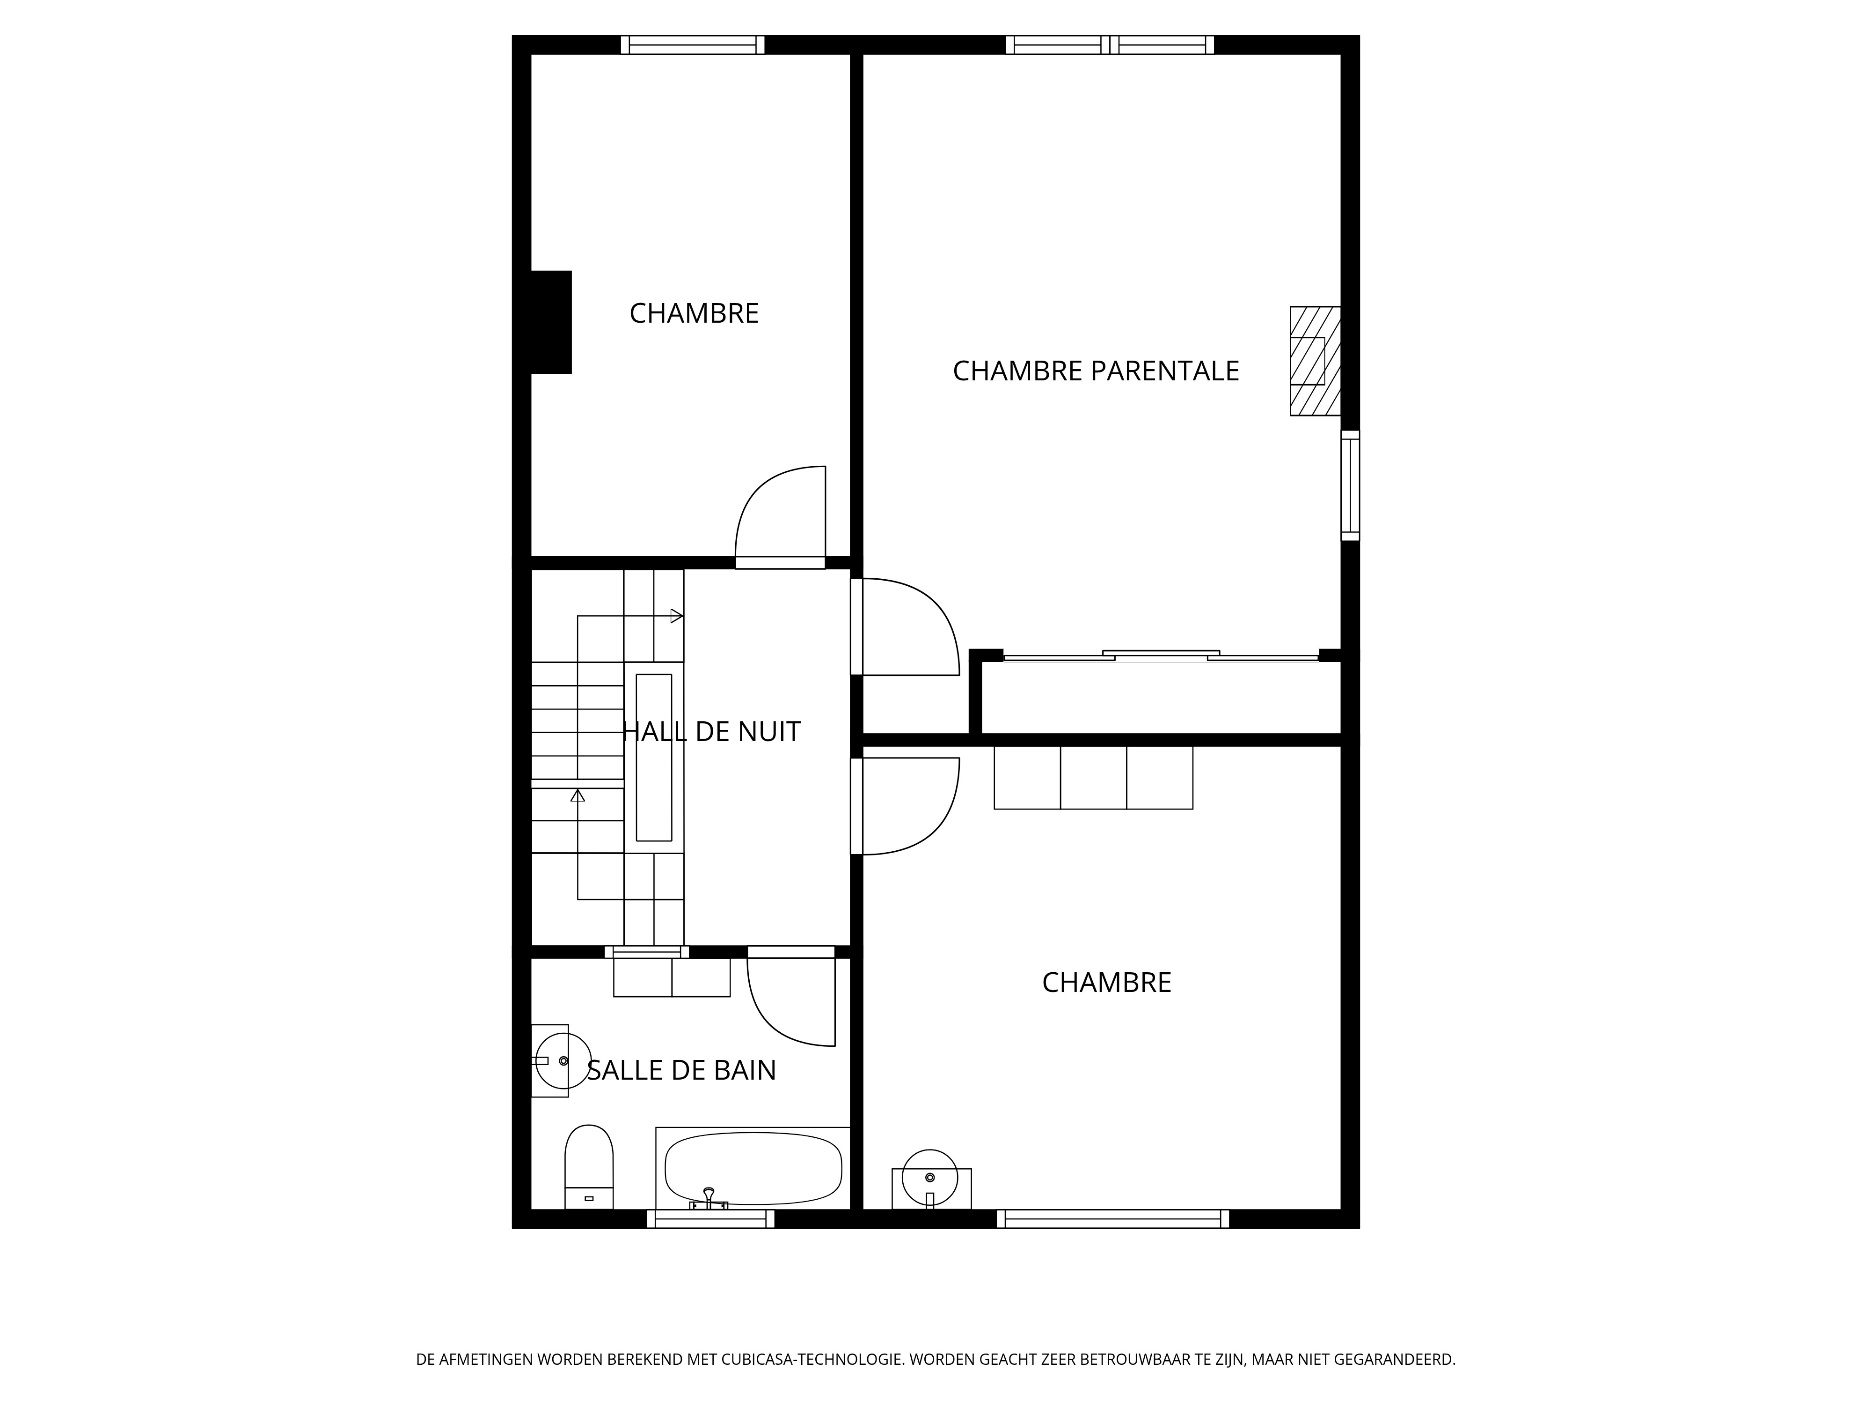 CHAMBRE
CHAMBRE PARENTALE
HALL DE NUIT
CHAMBRE
SALLE DE BAIN
DE AFMETINGEN WORDEN BEREKEND MET CUBICASA-TECHNOLOGIE. WORDEN GEACHT ZEER BETROUWBAAR TE ZIJN, MAAR NIET GEGARANDEERD.